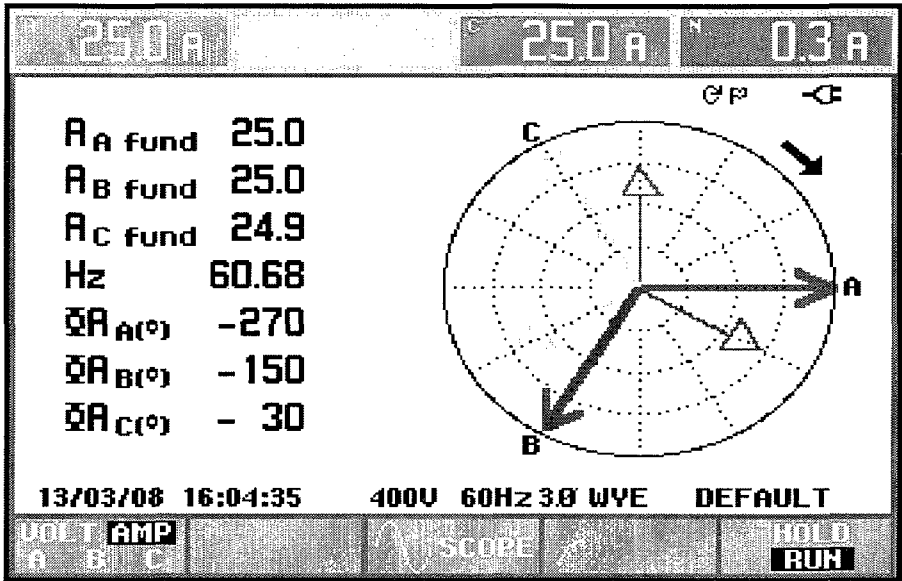 25.0 A C 25.0 A N 0.3 A
A A fund 25.0
A B fund 25.0
A C fund 24.9
Hz 60.68
ΦA A(°) -270
ΦA B(°) -150
ΦA C(°) - 30
C
A
B
13/03/08 16:04:35 400V 60Hz 3Ø WYE DEFAULT
VOLT AMP SCOPE HOLD
A B C RUN